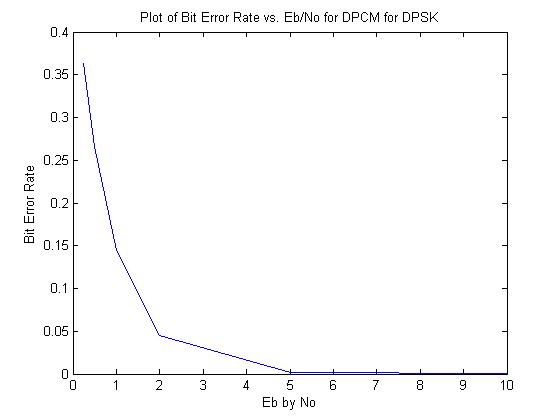 Plot of Bit Error Rate vs. Eb/No for DPCM for DPSK
0.4
0.35
0.3
0.25
0.2
0.15
0.1
0.05
0
Bit Error Rate
0 1 2 3 4 5 6 7 8 9 10
Eb by No